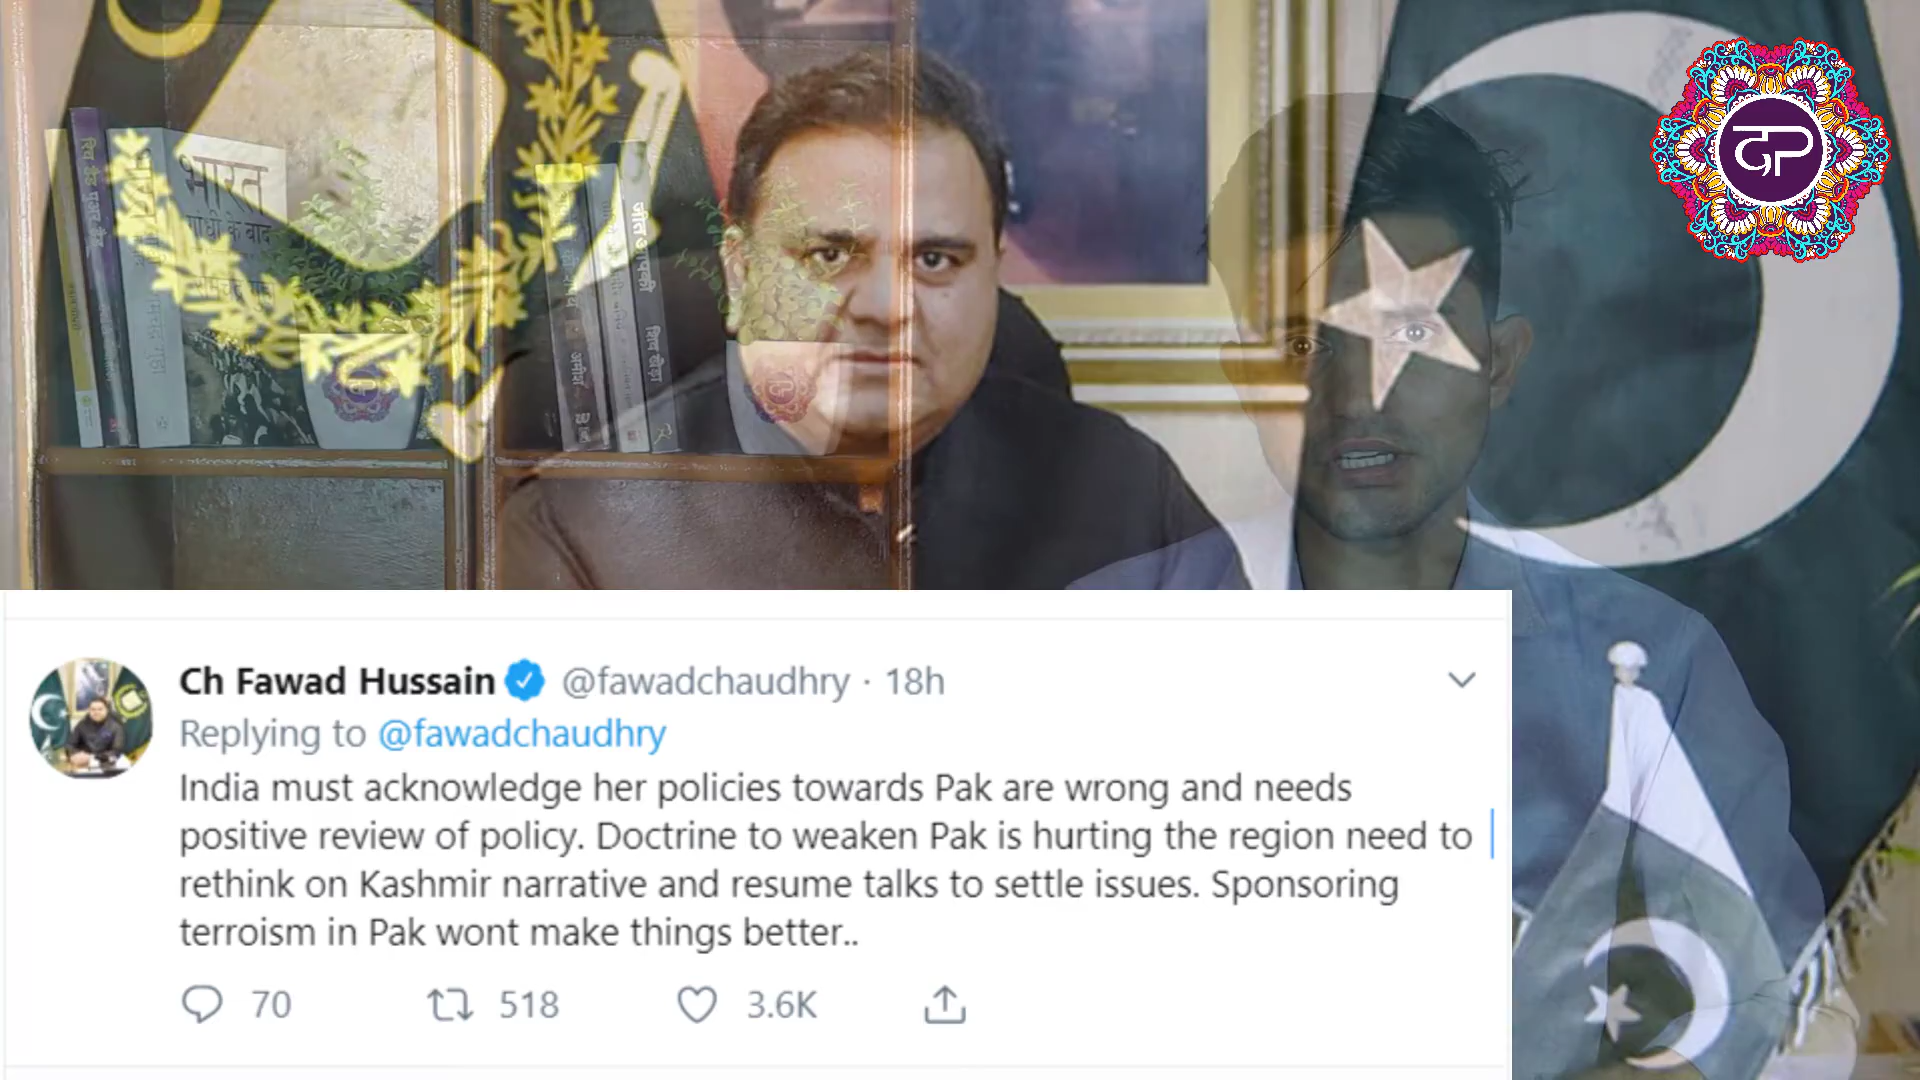 भारत
गांधी के बाद
रामचंद्र गुहा
Ch Fawad Hussain @fawadchaudhry · 18h
Replying to @fawadchaudhry
India must acknowledge her policies towards Pak are wrong and needs
positive review of policy. Doctrine to weaken Pak is hurting the region need to
rethink on Kashmir narrative and resume talks to settle issues. Sponsoring
terroism in Pak wont make things better..
70 518 3.6K